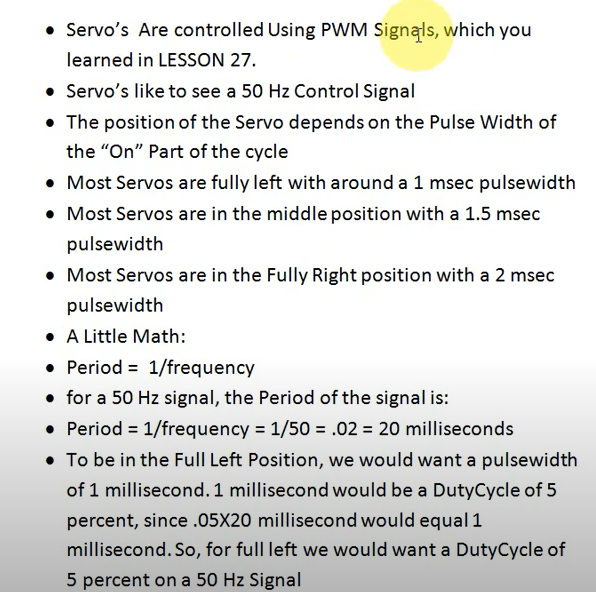 • Servo's  Are controlled Using PWM Signals, which you
learned in LESSON 27.
• Servo's like to see a 50 Hz Control Signal
• The position of the Servo depends on the Pulse Width of
the “On” Part of the cycle
• Most Servos are fully left with around a 1 msec pulsewidth
• Most Servos are in the middle position with a 1.5 msec
pulsewidth
• Most Servos are in the Fully Right position with a 2 msec
pulsewidth
• A Little Math:
• Period =  1/frequency
• for a 50 Hz signal, the Period of the signal is:
• Period = 1/frequency = 1/50 = .02 = 20 milliseconds
• To be in the Full Left Position, we would want a pulsewidth
of 1 millisecond. 1 millisecond would be a DutyCycle of 5
percent, since .05X20 millisecond would equal 1
millisecond. So, for full left we would want a DutyCycle of
5 percent on a 50 Hz Signal